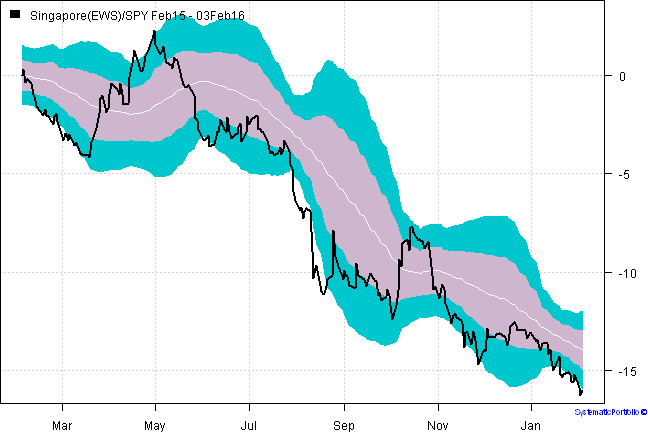 Singapore(EWS)/SPY Feb15 - 03Feb16
0
-5
-10
-15
Mar May Jul Sep Nov Jan
SystematicPortfolio ©